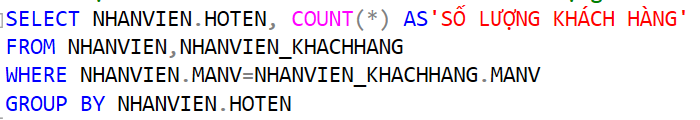 SELECT NHANVIEN.HOTEN, COUNT(*) AS'SỐ LƯỢNG KHÁCH HÀNG'
FROM NHANVIEN,NHANVIEN_KHACHHANG
WHERE NHANVIEN.MANV=NHANVIEN_KHACHHANG.MANV
GROUP BY NHANVIEN.HOTEN